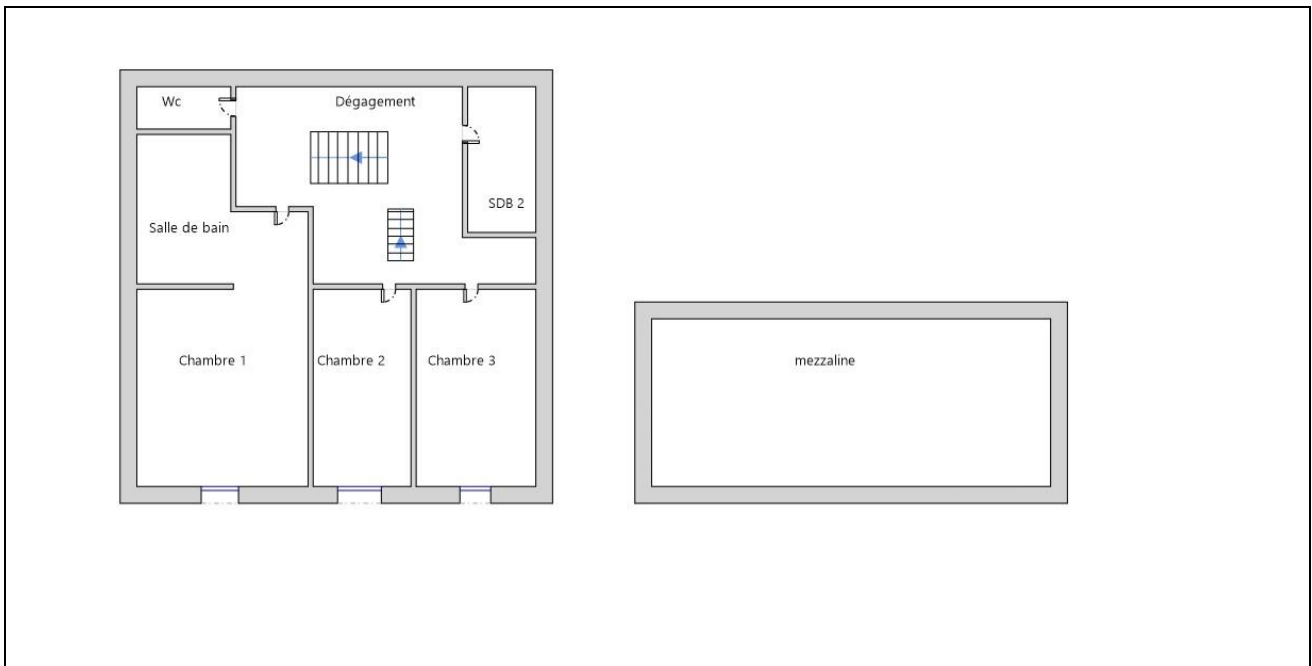 Wc
Dégagement
SDB 2
Salle de bain
Chambre 1
Chambre 2
Chambre 3
mezzaline